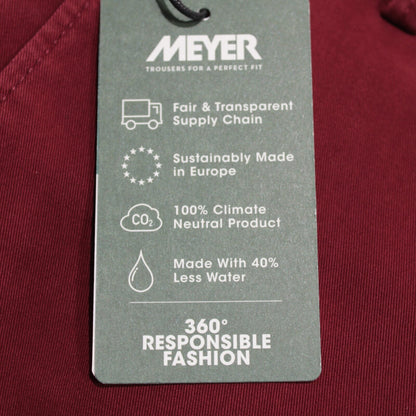 MEYER
TROUSERS FOR A PERFECT FIT
Fair & Transparent
Supply Chain
Sustainably Made
in Europe
CO2
100% Climate
Neutral Product
Made With 40%
Less Water
360°
RESPONSIBLE
FASHION